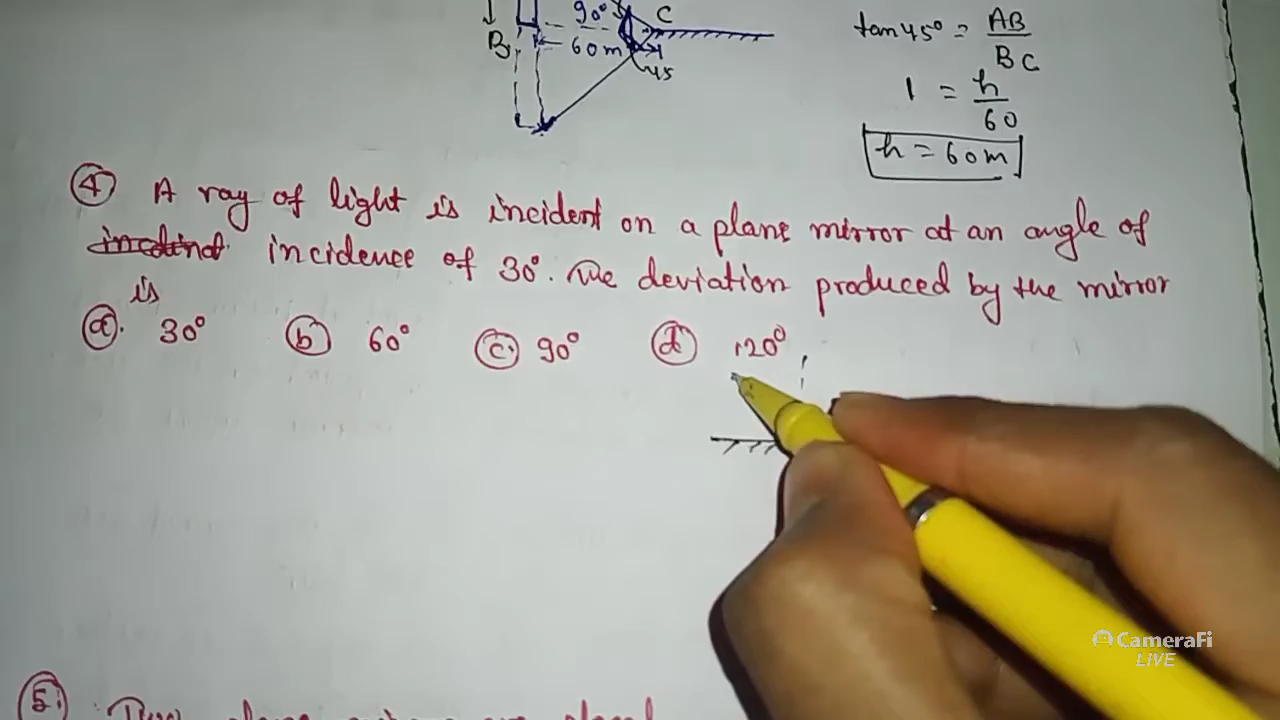 90°
C
B
60m
45
tan45° = AB/BC
1 = h/60
h = 60m
④ A ray of light is incident on a plane mirror at an angle of
incidence of 30°. The deviation produced by the mirror
is
ⓐ. 30° ⓑ 60° ⓒ. 90° ⓓ 120°
⑤. Two plane
CameraFi
LIVE